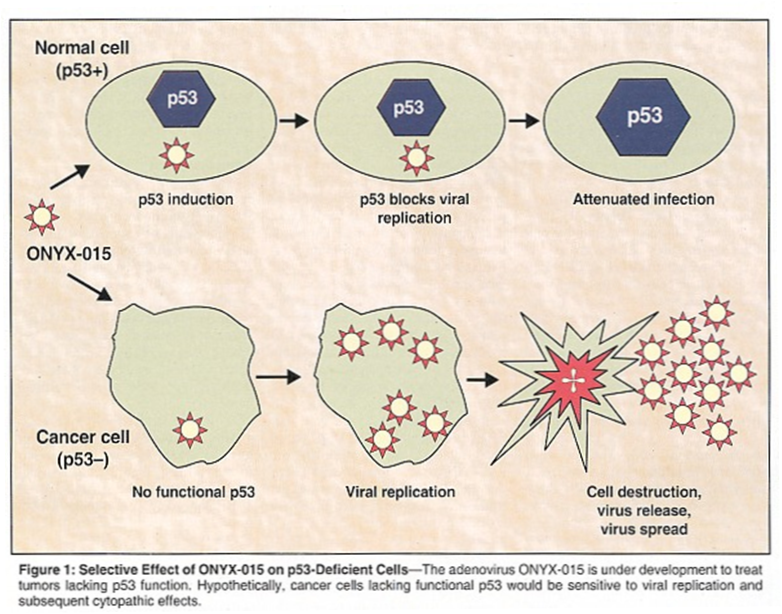 Normal cell
(p53+)
p53
p53
p53
p53 induction
p53 blocks viral
replication
Attenuated infection
ONYX-015
Cancer cell
(p53–)
No functional p53
Viral replication
Cell destruction,
virus release,
virus spread
Figure 1: Selective Effect of ONYX-015 on p53-Deficient Cells—The adenovirus ONYX-015 is under development to treat
tumors lacking p53 function. Hypothetically, cancer cells lacking functional p53 would be sensitive to viral replication and
subsequent cytopathic effects.